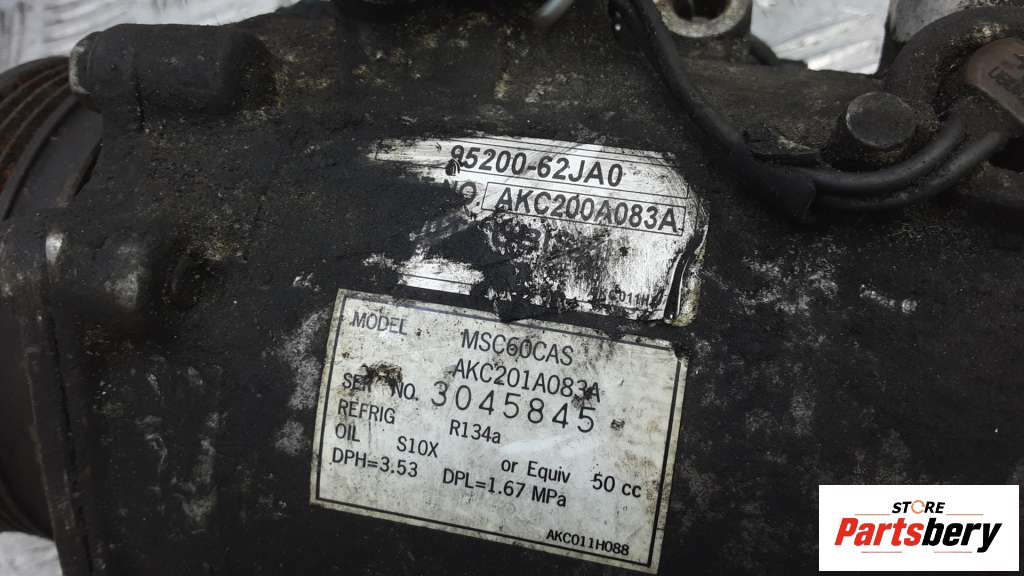 95200-62JA0
NO. AKC200A083A
C011H
MODEL MSC60CAS
AKC201A083A
SER NO. 3045845
REFRIG R134a
OIL S10X or Equiv 50 cc
DPH=3.53 DPL=1.67 MPa
AKC011H088
STORE
Partsbery